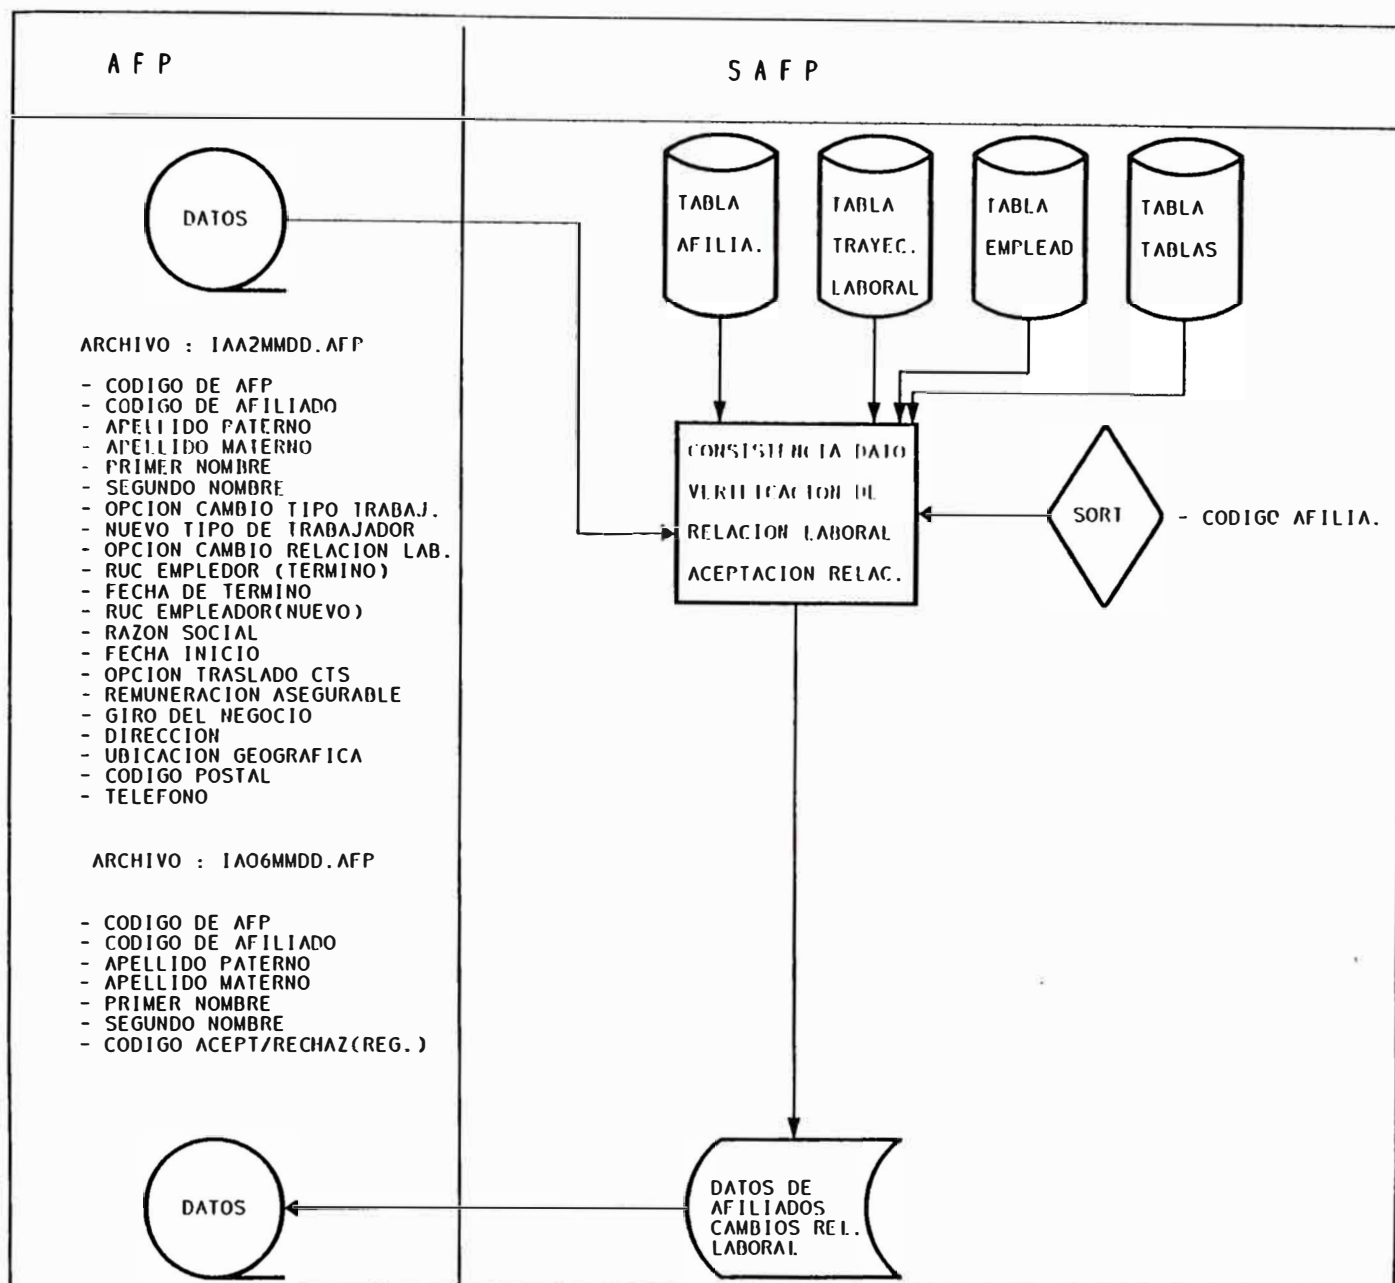 A F P
S A F P
DATOS
TABLA
AFILIA.
TABLA
TRAYEC.
LABORAL
TABLA
EMPLEAD
TABLA
TABLAS
ARCHIVO : IAA2MMDD.AFP
- CODIGO DE AFP
- CODIGO DE AFILIADO
- APELLIDO PATERNO
- APELLIDO MATERNO
- PRIMER NOMBRE
- SEGUNDO NOMBRE
- OPCION CAMBIO TIPO TRABAJ.
- NUEVO TIPO DE TRABAJADOR
- OPCION CAMBIO RELACION LAB.
- RUC EMPLEDOR (TERMINO)
- FECHA DE TERMINO
- RUC EMPLEADOR(NUEVO)
- RAZON SOCIAL
- FECHA INICIO
- OPCION TRASLADO CTS
- REMUNERACION ASEGURABLE
- GIRO DEL NEGOCIO
- DIRECCION
- UBICACION GEOGRAFICA
- CODIGO POSTAL
- TELEFONO
CONSISTENCIA DATO
VERIFICACION DE
RELACION LABORAL
ACEPTACION RELAC.
SORT
- CODIGO AFILIA.
ARCHIVO : IAO6MMDD.AFP
- CODIGO DE AFP
- CODIGO DE AFILIADO
- APELLIDO PATERNO
- APELLIDO MATERNO
- PRIMER NOMBRE
- SEGUNDO NOMBRE
- CODIGO ACEPT/RECHAZ(REG.)
DATOS
DATOS DE
AFILIADOS
CAMBIOS REL.
LABORAL